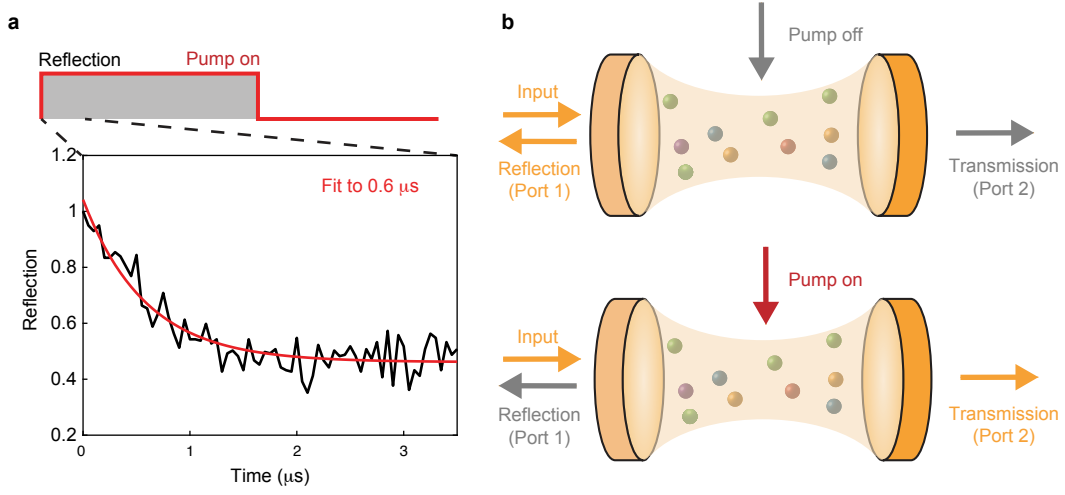 a
Reflection
Pump on
1.2
1
0.8
0.6
0.4
0.2
Reflection
Fit to 0.6 μs
0
1
2
3
Time (μs)
b
Pump off
Input
Reflection
(Port 1)
Transmission
(Port 2)
Pump on
Input
Reflection
(Port 1)
Transmission
(Port 2)